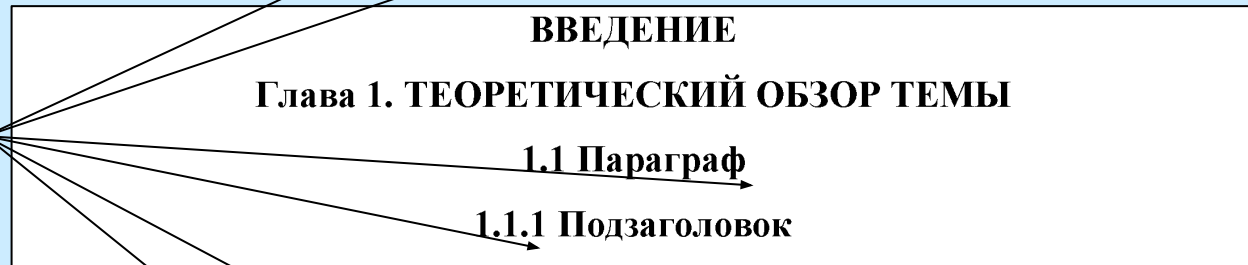 ВВЕДЕНИЕ
Глава 1. ТЕОРЕТИЧЕСКИЙ ОБЗОР ТЕМЫ
1.1 Параграф
1.1.1 Подзаголовок